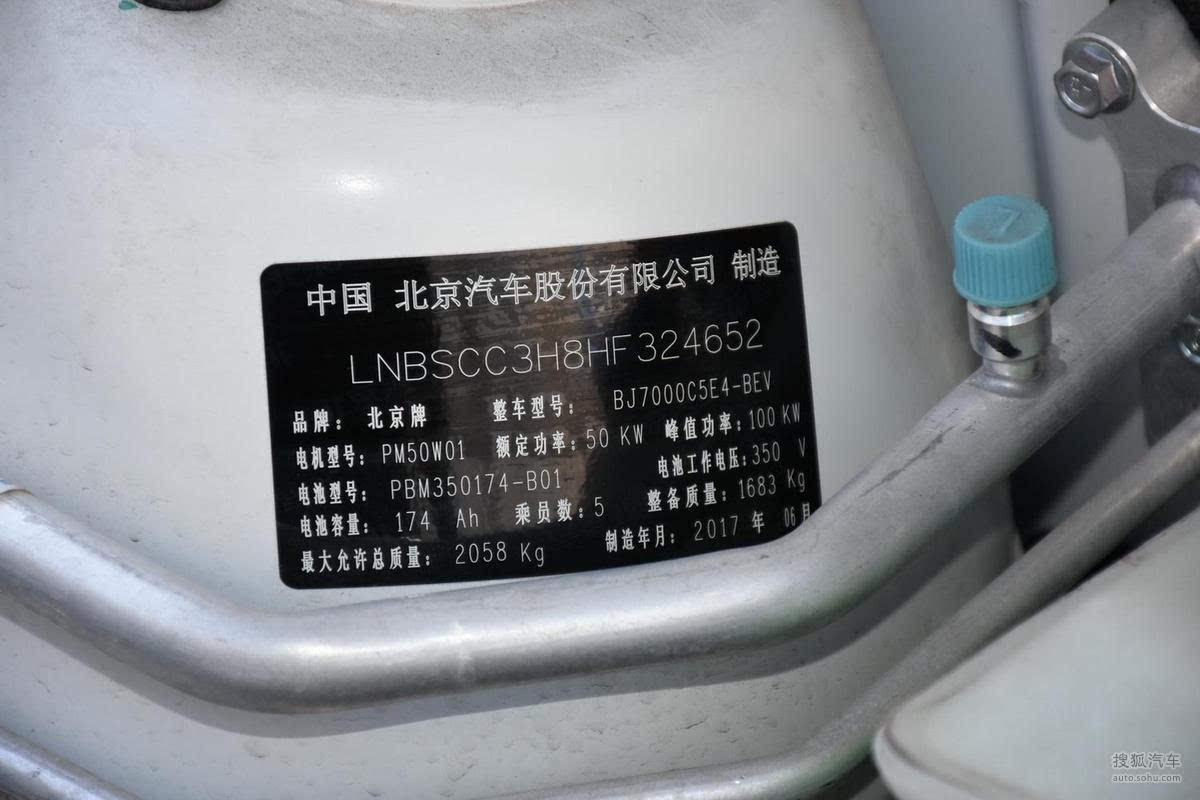 中国 北京汽车股份有限公司 制造
LNBSCC3H8HF324652
品牌: 北京牌 整车型号: BJ7000C5E4-BEV
电机型号: PM50W01 额定功率: 50 KW 峰值功率: 100 KW
电池型号: PBM350174-B01 电池工作电压: 350 V
电池容量: 174 Ah 乘员数: 5 整备质量: 1683 Kg
最大允许总质量: 2058 Kg 制造年月: 2017 年 06 月
搜狐汽车
auto.sohu.com